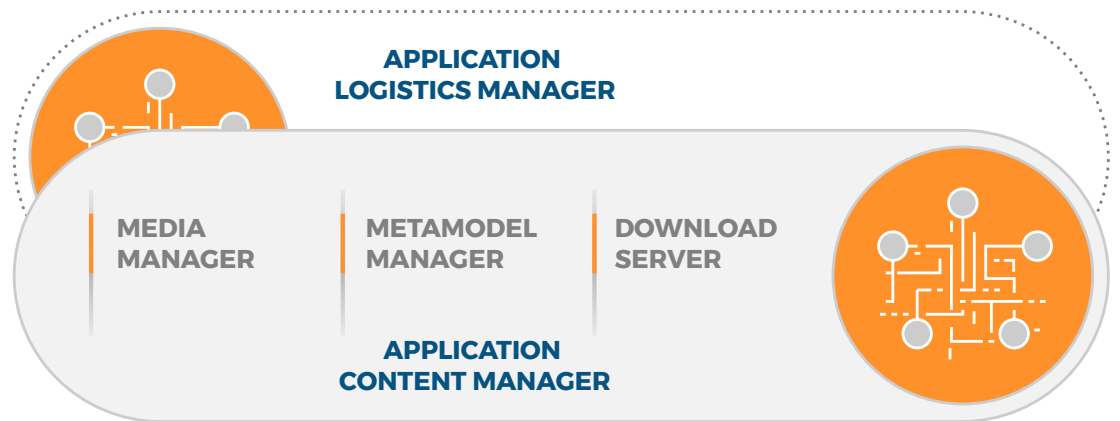 APPLICATION
LOGISTICS MANAGER
MEDIA
MANAGER
METAMODEL
MANAGER
DOWNLOAD
SERVER
APPLICATION
CONTENT MANAGER